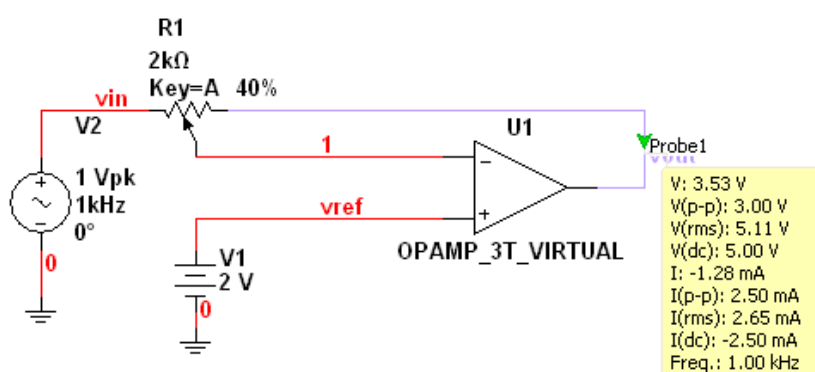 R1
2kΩ
Key=A 40%
vin
V2
1
U1
Probe1
vout
1 Vpk
1kHz
0°
0
vref
V1
2 V
0
OPAMP_3T_VIRTUAL
V: 3.53 V
V(p-p): 3.00 V
V(rms): 5.11 V
V(dc): 5.00 V
I: -1.28 mA
I(p-p): 2.50 mA
I(rms): 2.65 mA
I(dc): -2.50 mA
Freq.: 1.00 kHz